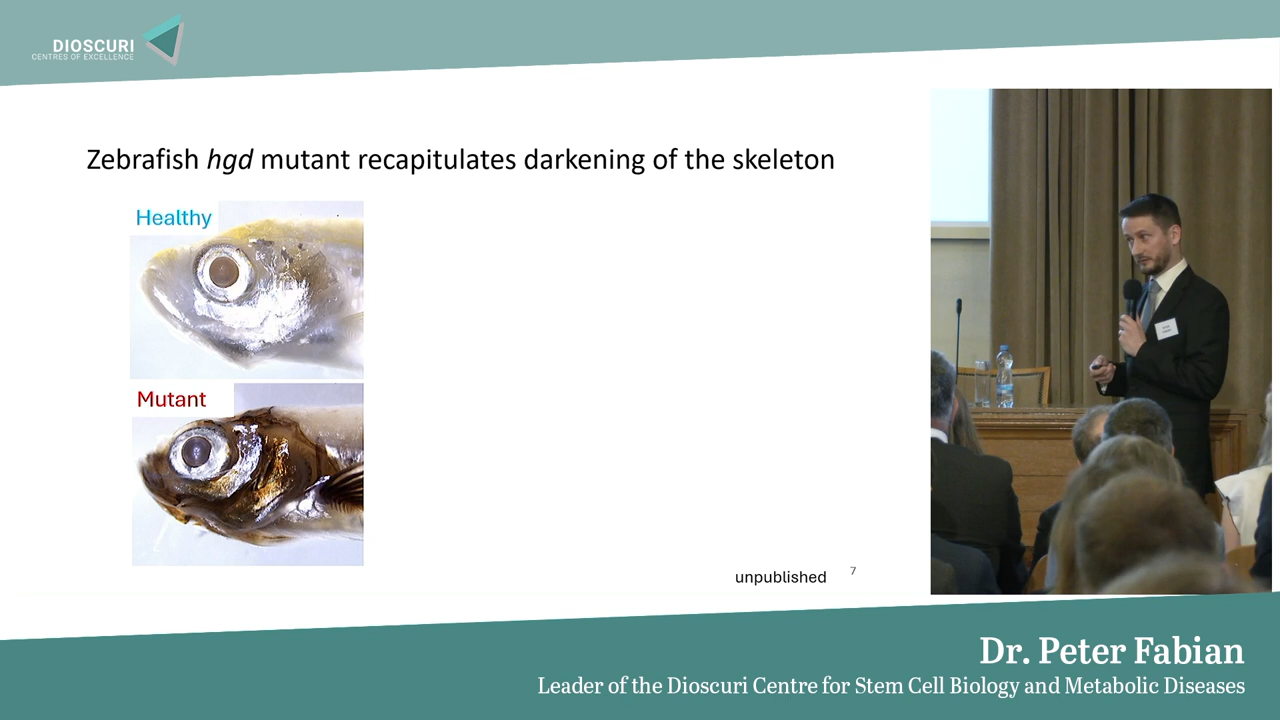 DIOSCURI
CENTRES OF EXCELLENCE
Zebrafish hgd mutant recapitulates darkening of the skeleton
Healthy
Mutant
unpublished
7
Dr. Peter Fabian
Leader of the Dioscuri Centre for Stem Cell Biology and Metabolic Diseases